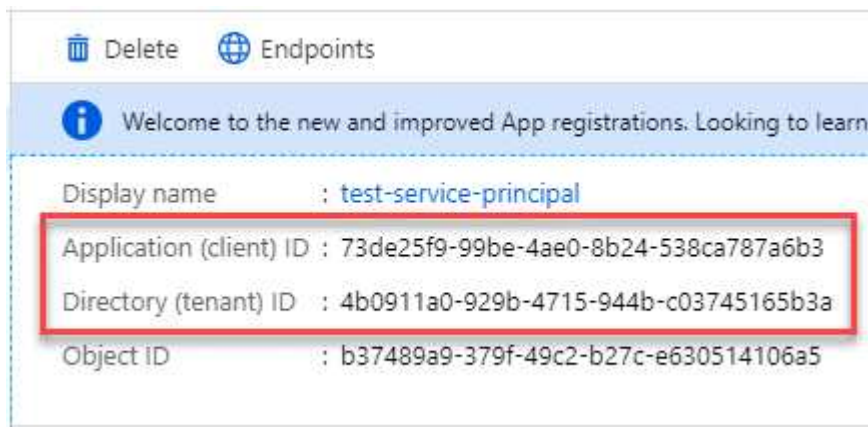 Delete Endpoints
Welcome to the new and improved App registrations. Looking to learn
Display name : test-service-principal
Application (client) ID : 73de25f9-99be-4ae0-8b24-538ca787a6b3
Directory (tenant) ID : 4b0911a0-929b-4715-944b-c03745165b3a
Object ID : b37489a9-379f-49c2-b27c-e630514106a5